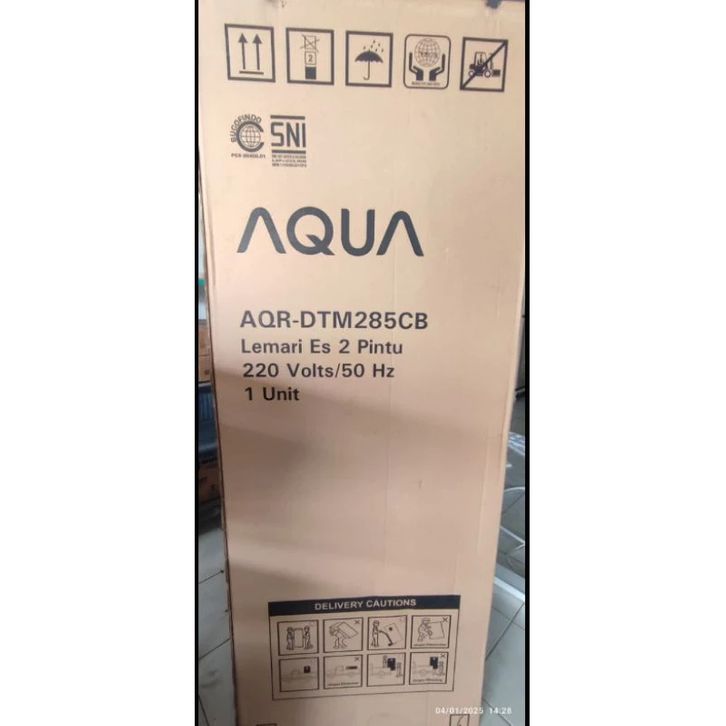 2
SUCOFINDO
SNI
AQUA
AQR-DTM285CB
Lemari Es 2 Pintu
220 Volts/50 Hz
1 Unit
DELIVERY CAUTIONS
04/01/2025 14:28